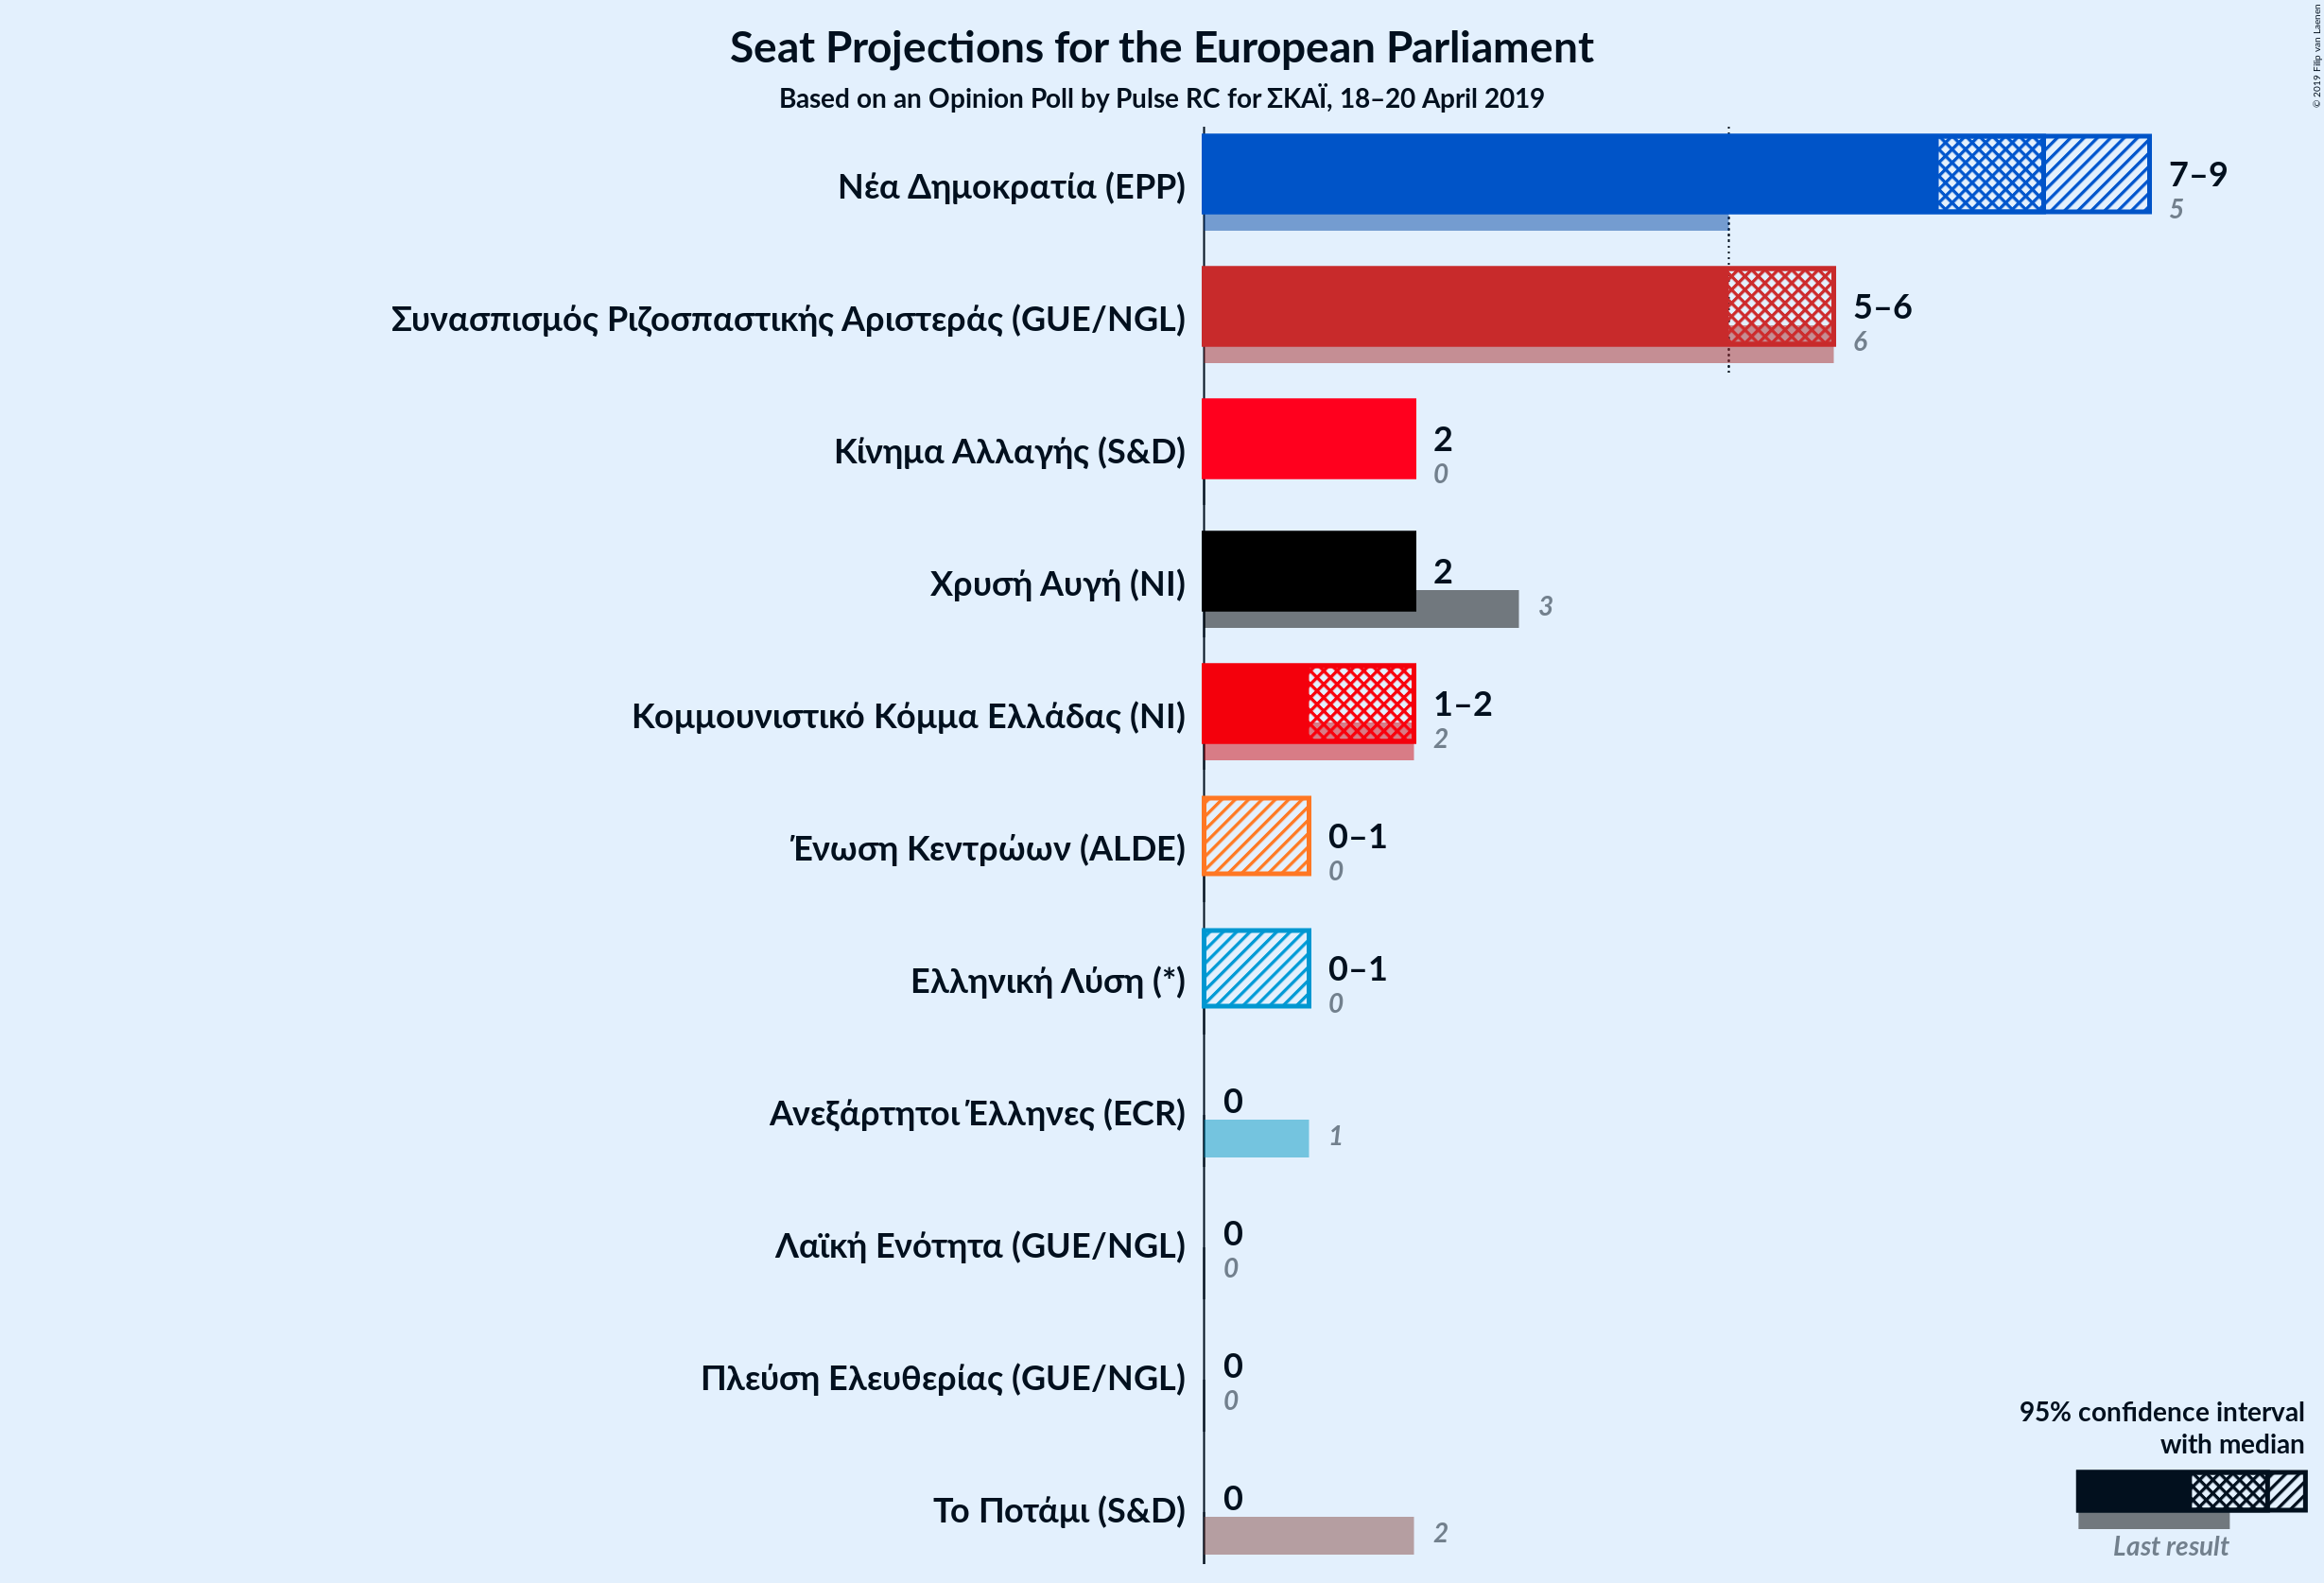 Seat Projections for the European Parliament
Based on an Opinion Poll by Pulse RC for ΣΚΑΪ, 18–20 April 2019
© 2019 Filip van Laenen
Νέα Δημοκρατία (EPP)
7–9
5
Συνασπισμός Ριζοσπαστικής Αριστεράς (GUE/NGL)
5–6
6
Κίνημα Αλλαγής (S&D)
2
0
Χρυσή Αυγή (NI)
2
3
Κομμουνιστικό Κόμμα Ελλάδας (NI)
1–2
2
Ένωση Κεντρώων (ALDE)
0–1
0
Ελληνική Λύση (*)
0–1
0
Ανεξάρτητοι Έλληνες (ECR)
0
1
Λαϊκή Ενότητα (GUE/NGL)
0
0
Πλεύση Ελευθερίας (GUE/NGL)
0
0
Το Ποτάμι (S&D)
0
2
95% confidence interval
with median
Last result